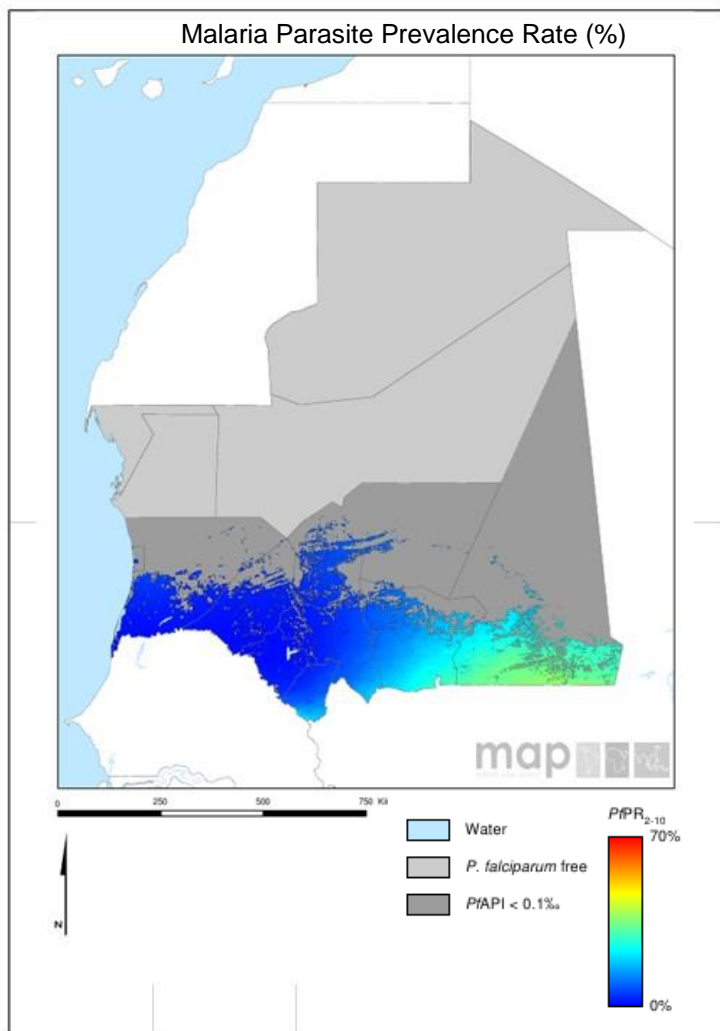 Malaria Parasite Prevalence Rate (%)
map
0 250 500 750 Kil
Water
P. falciparum free
PfAPI < 0.1‰
N
PfPR2-10
70%
0%